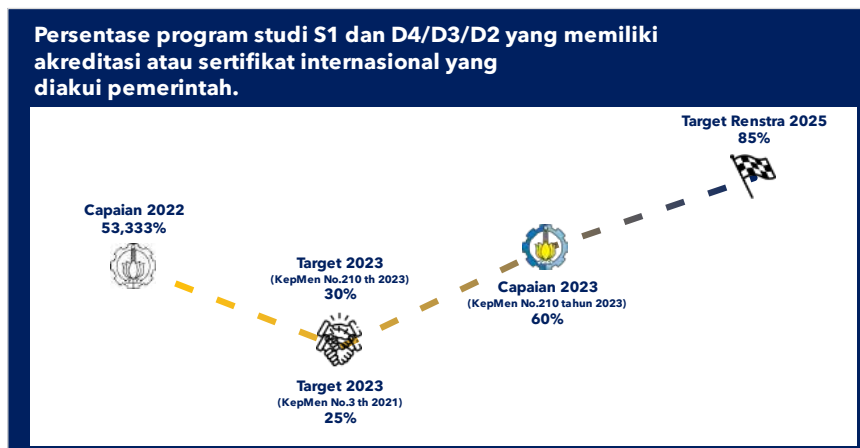 Persentase program studi S1 dan D4/D3/D2 yang memiliki
akreditasi atau sertifikat internasional yang
diakui pemerintah.
Target Renstra 2025
85%
Capaian 2022
53,333%
Target 2023
(KepMen No.210 th 2023)
30%
Capaian 2023
(KepMen No.210 tahun 2023)
60%
Target 2023
(KepMen No.3 th 2021)
25%